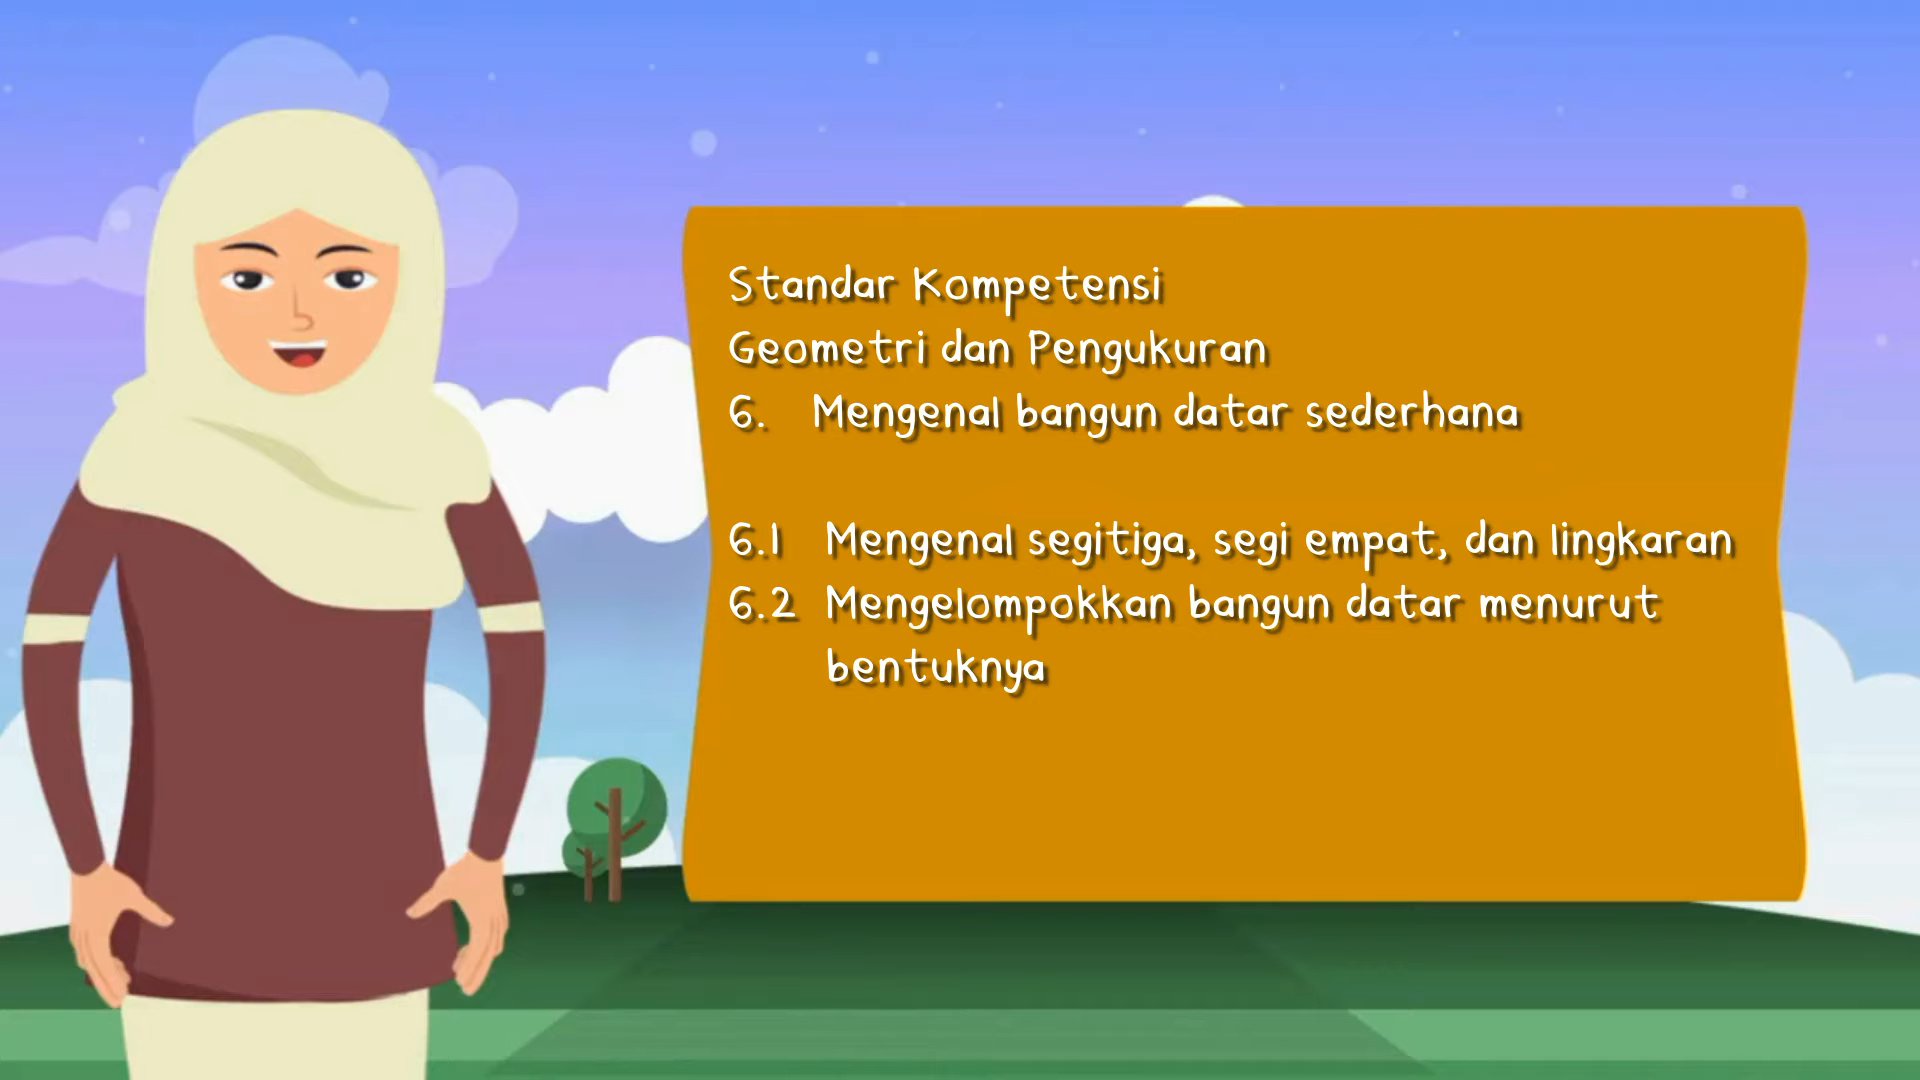 Standar Kompetensi
Geometri dan Pengukuran
6. Mengenal bangun datar sederhana
6.1 Mengenal segitiga, segi empat, dan lingkaran
6.2 Mengelompokkan bangun datar menurut
bentuknya